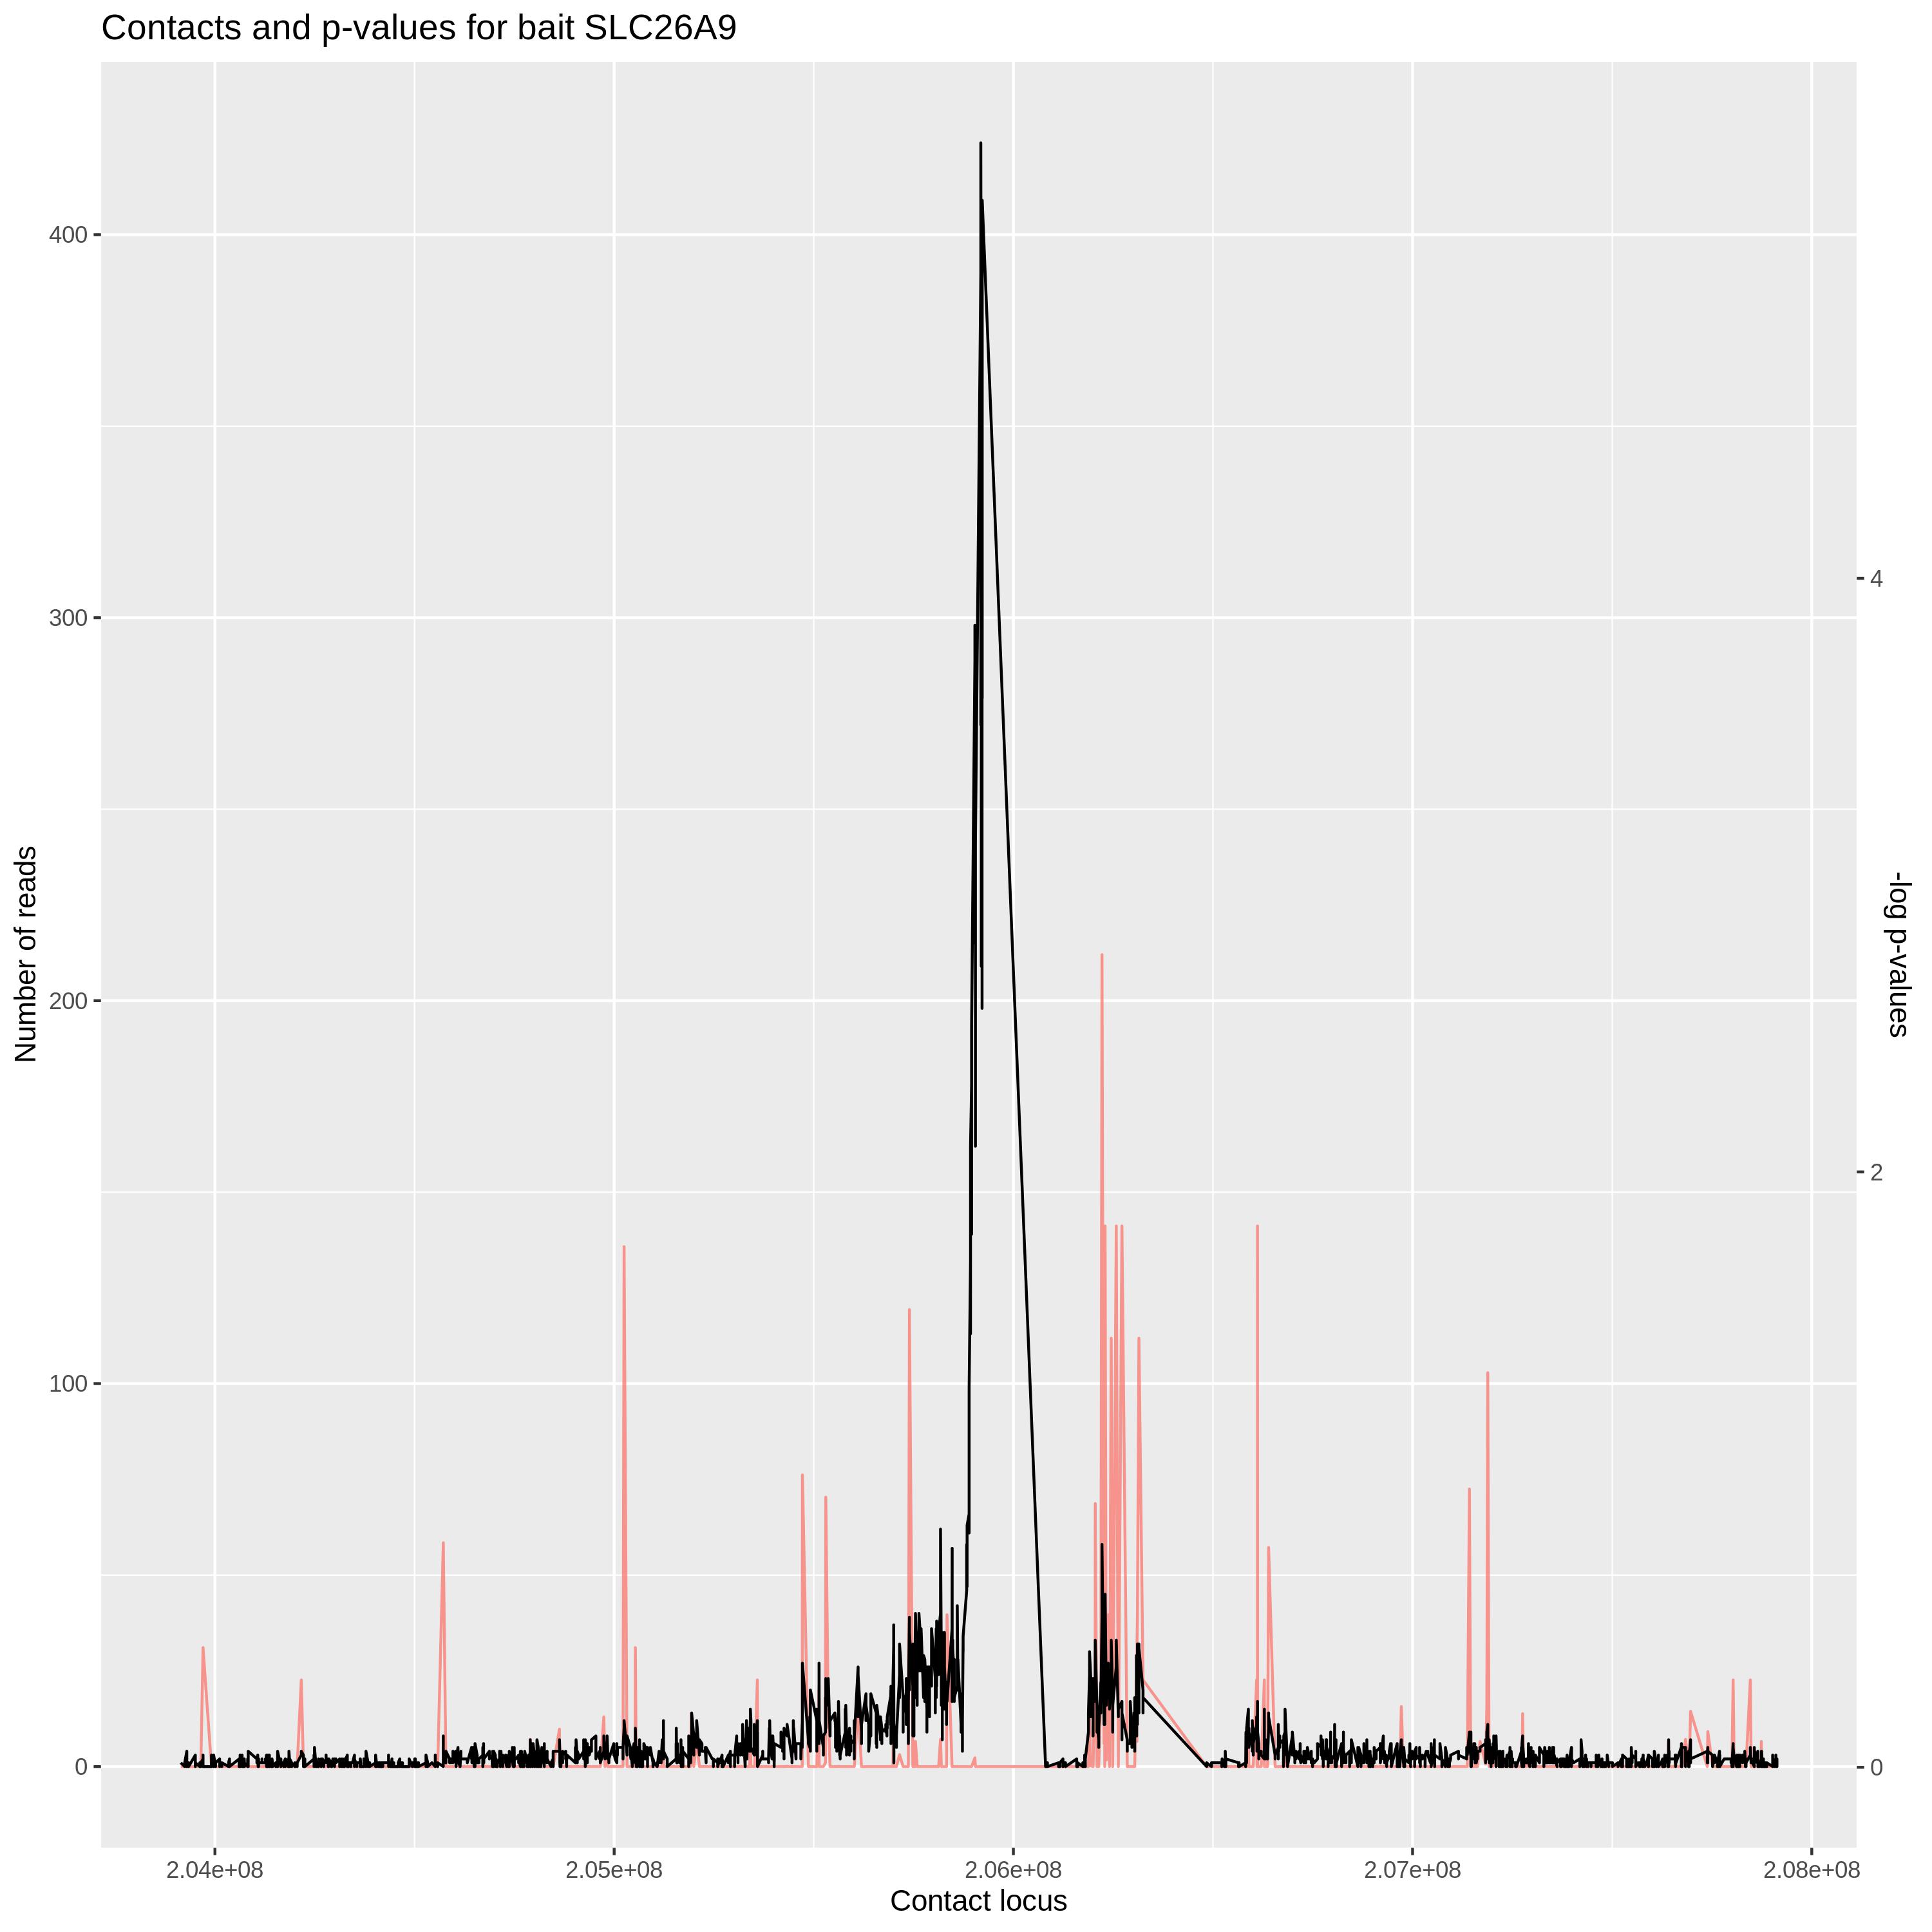 Contacts and p-values for bait SLC26A9
Number of reads
400
300
200
100
0
4
2
0
-log p-values
2.04e+08
2.05e+08
2.06e+08
2.07e+08
2.08e+08
Contact locus